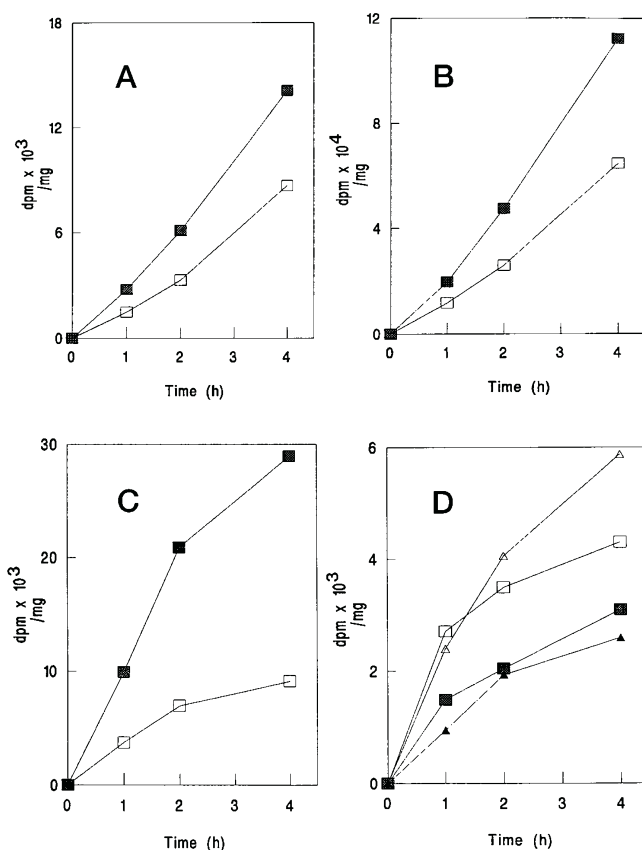 A
18
12
6
0
dpm x 10³
/mg
0 1 2 3 4
Time (h)
B
12
8
4
0
dpm x 10⁴
/mg
0 1 2 3 4
Time (h)
C
30
20
10
0
dpm x 10³
/mg
0 1 2 3 4
Time (h)
D
6
4
2
0
dpm x 10³
/mg
0 1 2 3 4
Time (h)